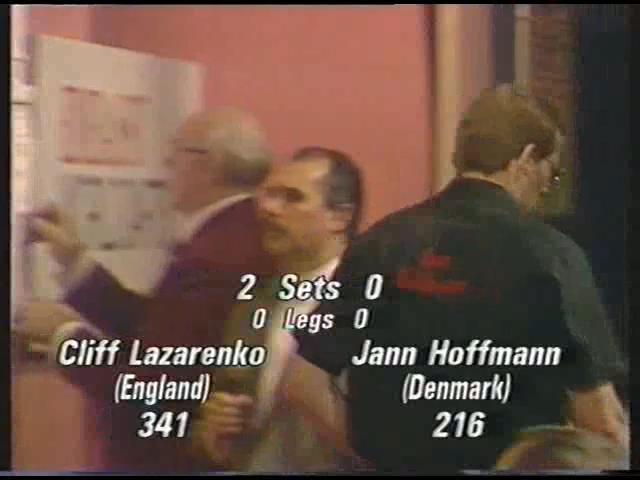 2 Sets 0
0 Legs 0
Cliff Lazarenko Jann Hoffmann
(England) (Denmark)
341 216